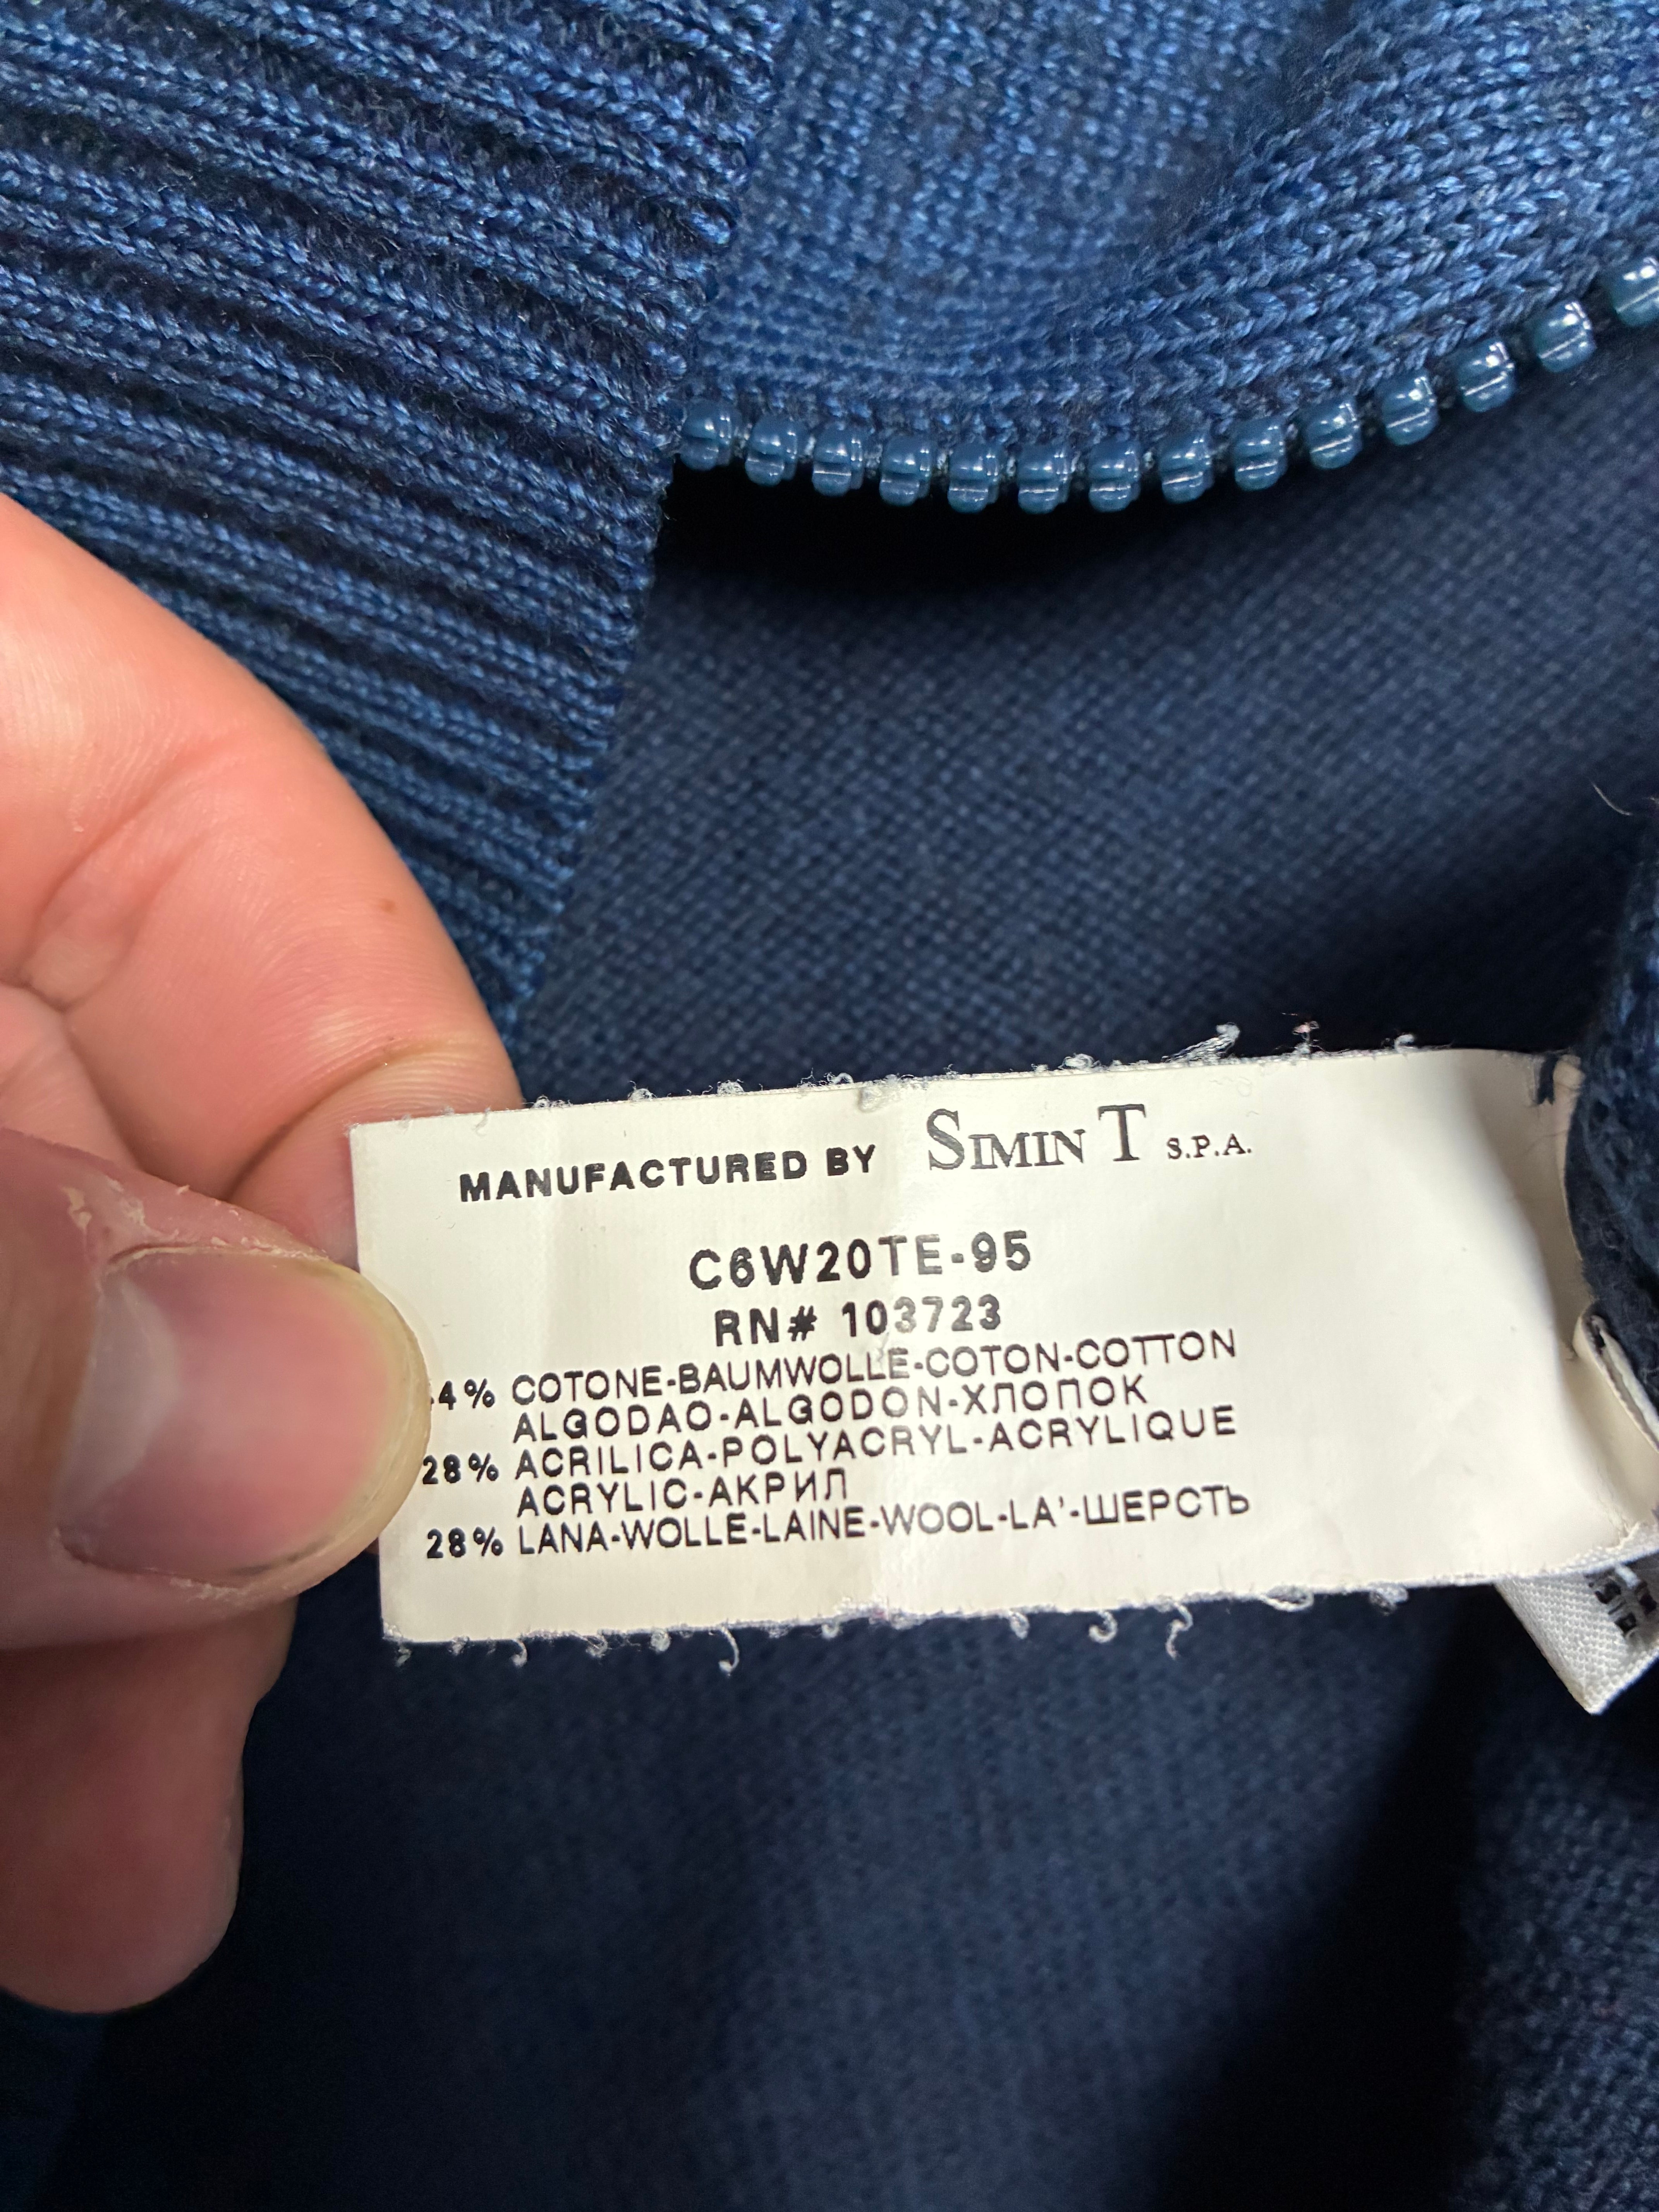 MANUFACTURED BY SIMIN T S.P.A.
C6W20TE-95
RN# 103723
4% COTONE-BAUMWOLLE-COTON-COTTON
ALGODAO-ALGODON-ХЛОПОК
28% ACRILICA-POLYACRYL-ACRYLIQUE
ACRYLIC-АКРИЛ
28% LANA-WOLLE-LAINE-WOOL-LA'-ШЕРСТЬ